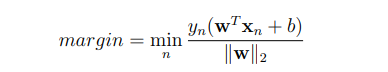 margin = min_n y_n(w^T x_n + b) / ‖w‖_2